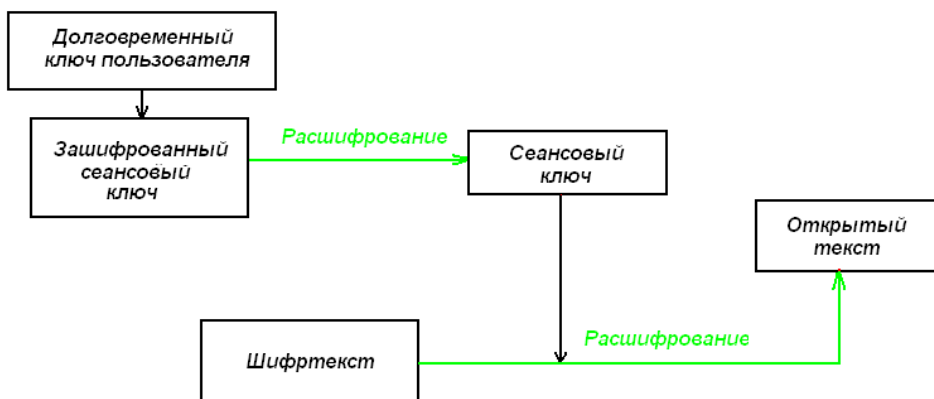 Долговременный
ключ пользователя
Зашифрованный
сеансовый
ключ
Расшифрование
Сеансовый
ключ
Открытый
текст
Шифртекст
Расшифрование